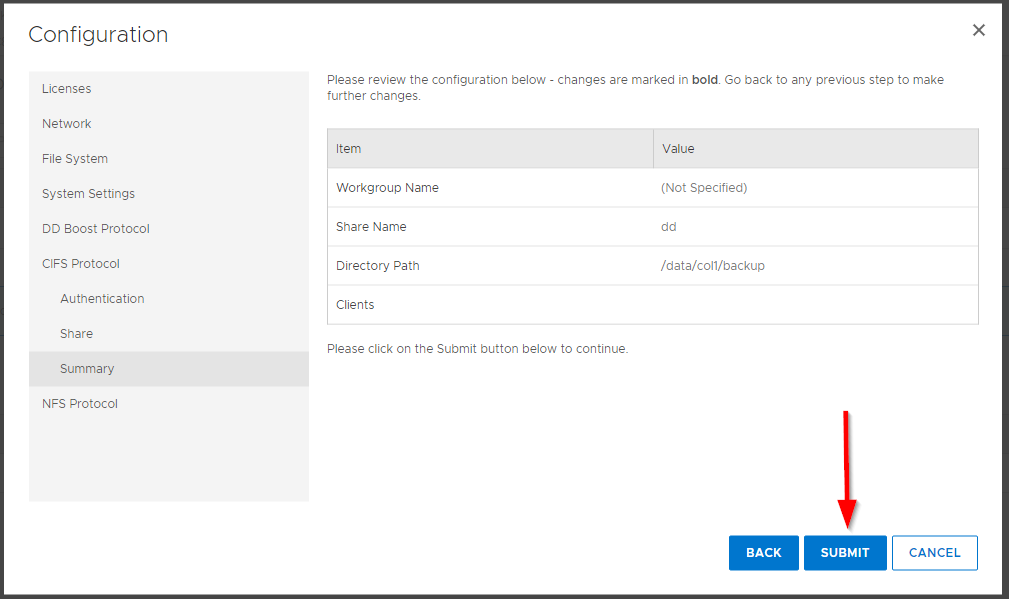 Configuration
Licenses
Network
File System
System Settings
DD Boost Protocol
CIFS Protocol
Authentication
Share
Summary
NFS Protocol
Please review the configuration below - changes are marked in bold. Go back to any previous step to make
further changes.
Item Value
Workgroup Name (Not Specified)
Share Name dd
Directory Path /data/col1/backup
Clients
Please click on the Submit button below to continue.
BACK SUBMIT CANCEL